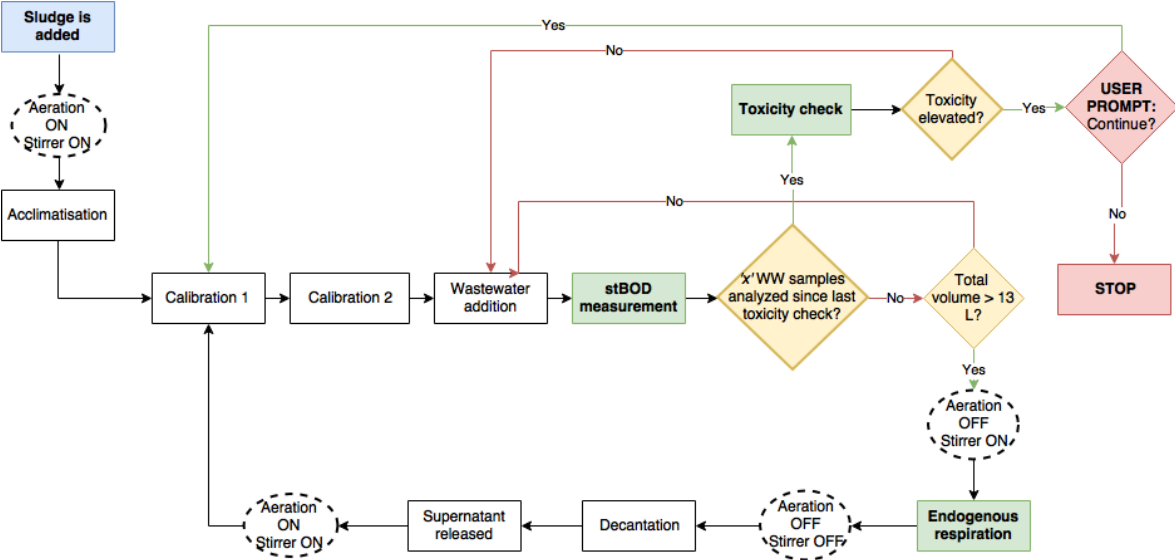 Sludge is
added
Yes
No
Aeration
ON
Stirrer ON
Toxicity check
Toxicity
elevated?
Yes
USER
PROMPT:
Continue?
Yes
Acclimatisation
No
No
Calibration 1
Calibration 2
Wastewater
addition
stBOD
measurement
'x' WW samples
analyzed since last
toxicity check?
No
Total
volume > 13
L?
STOP
Yes
Aeration
OFF
Stirrer ON
Aeration
ON
Stirrer ON
Supernatant
released
Decantation
Aeration
OFF
Stirrer OFF
Endogenous
respiration